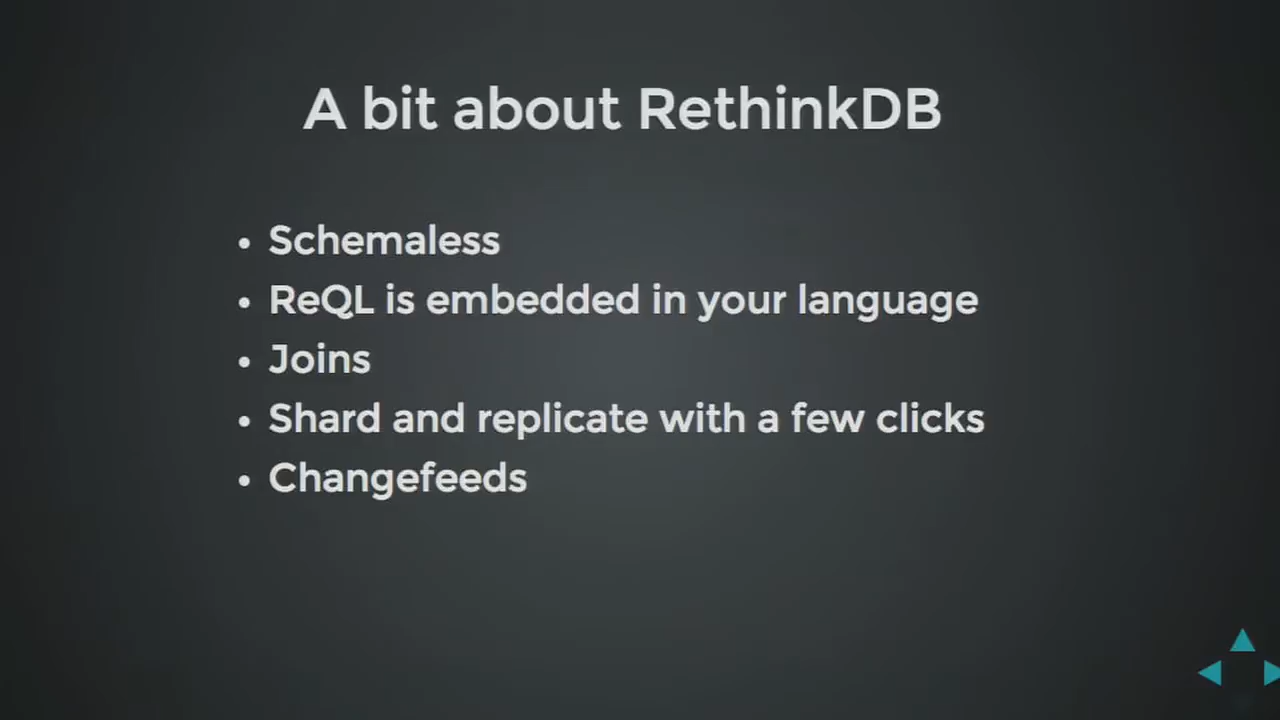 A bit about RethinkDB
• Schemaless
• ReQL is embedded in your language
• Joins
• Shard and replicate with a few clicks
• Changefeeds